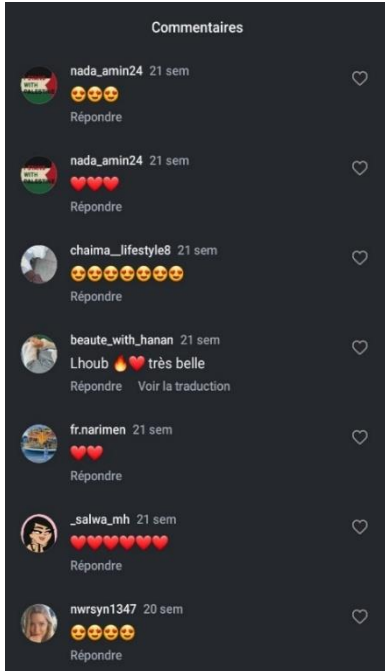 Commentaires
nada_amin24 21 sem
😍😍😍
Répondre
nada_amin24 21 sem
❤️❤️❤️
Répondre
chaima__lifestyle8 21 sem
😍😍😍😍😍😍😍
Répondre
beaute_with_hanan 21 sem
Lhoub 🔥❤️ très belle
Répondre Voir la traduction
fr.narimen 21 sem
❤️❤️
Répondre
_salwa_mh 21 sem
❤️❤️❤️❤️❤️❤️
Répondre
nwrsyn1347 20 sem
😍😍😍😍
Répondre